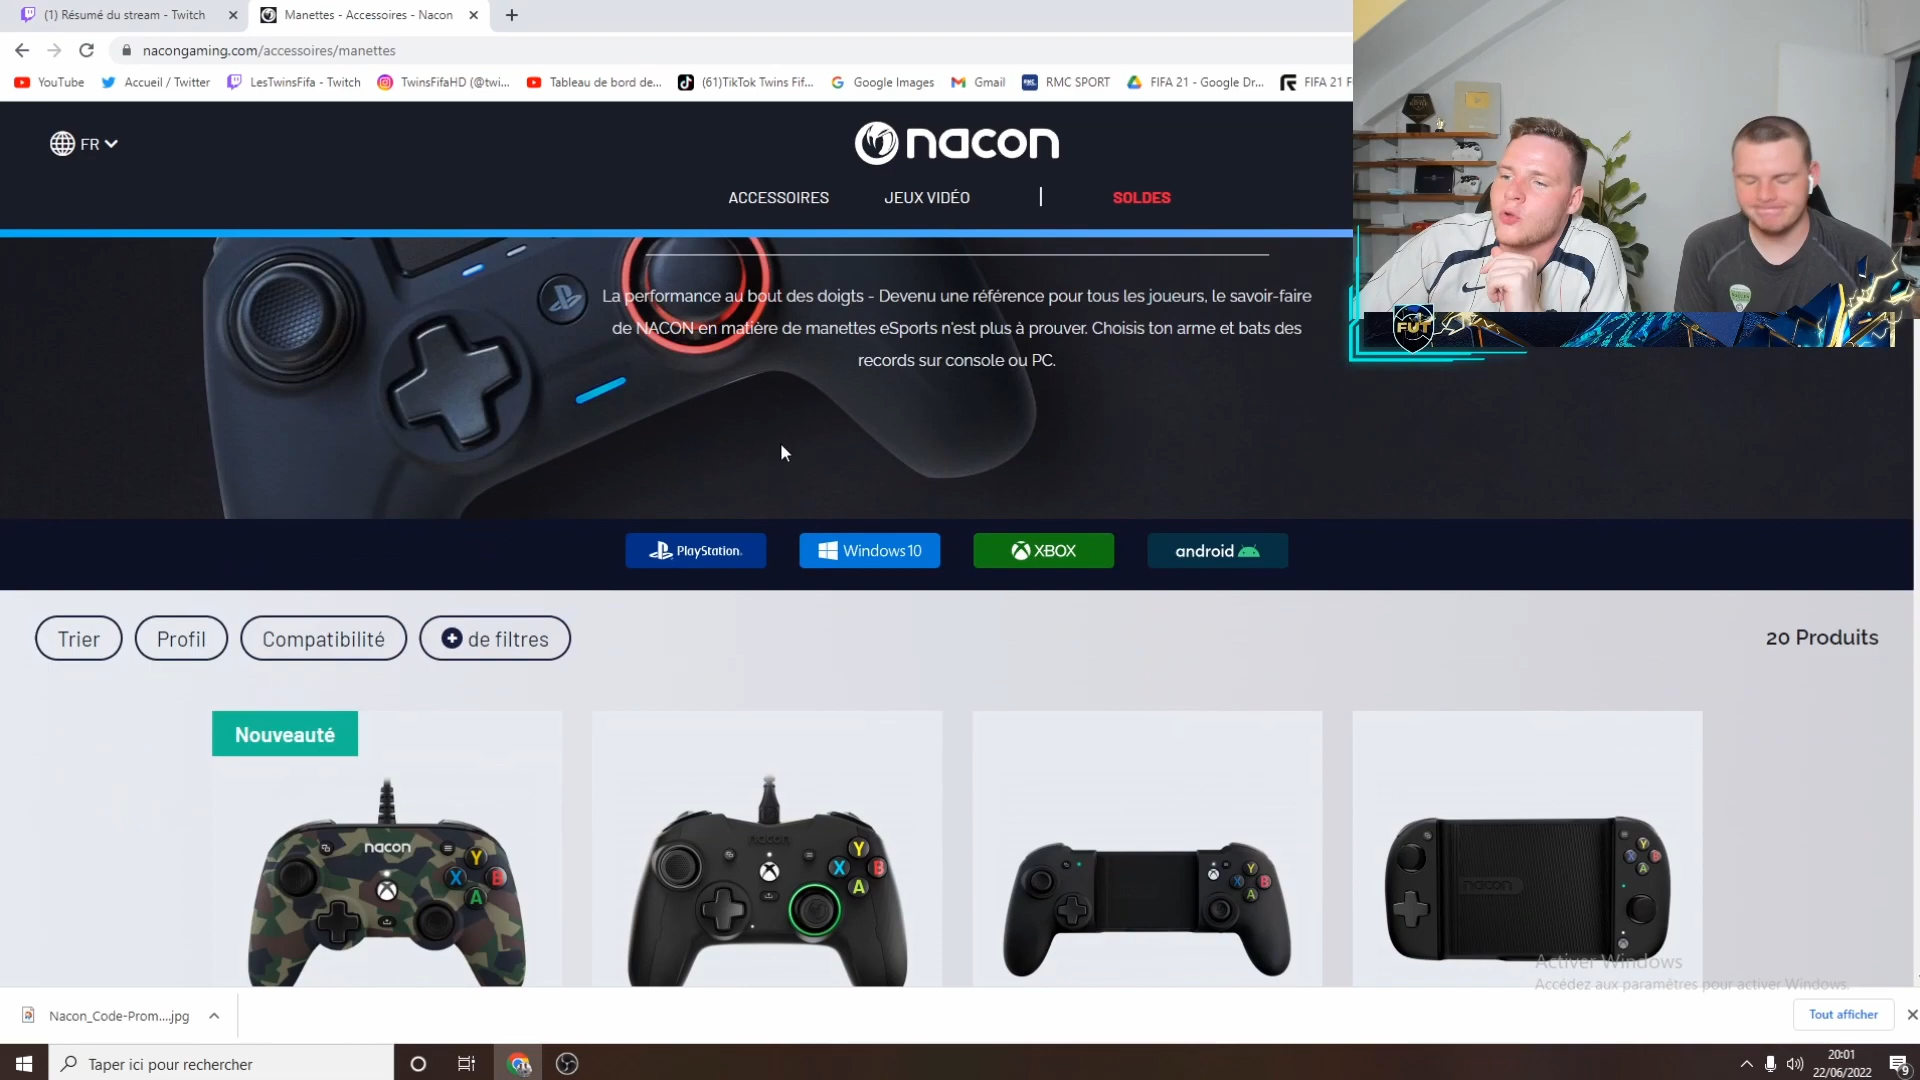 (1) Résumé du stream - Twitch
Manettes - Accessoires - Nacon
nacongaming.com/accessoires/manettes
YouTube
Accueil / Twitter
LesTwinsFifa - Twitch
TwinsFifaHD (@twi...
Tableau de bord de...
(61)TikTok Twins Fif...
Google Images
Gmail
RMC SPORT
FIFA 21 - Google Dr...
FIFA 21 F
FR
nacon
ACCESSOIRES
JEUX VIDÉO
SOLDES
La performance au bout des doigts - Devenu une référence pour tous les joueurs, le savoir-faire
de NACON en matière de manettes eSports n'est plus à prouver. Choisis ton arme et bats des
records sur console ou PC.
FUT
PlayStation
Windows 10
XBOX
android
Trier
Profil
Compatibilité
de filtres
20 Produits
Nouveauté
nacon
Y
X
B
A
nacon
Y
X
B
A
Y
X
B
A
nacon
Y
X
B
A
Activer Windows
Accédez aux paramètres pour activer Windows.
Nacon_Code-Prom....jpg
Tout afficher
Taper ici pour rechercher
20:01
22/06/2022
9